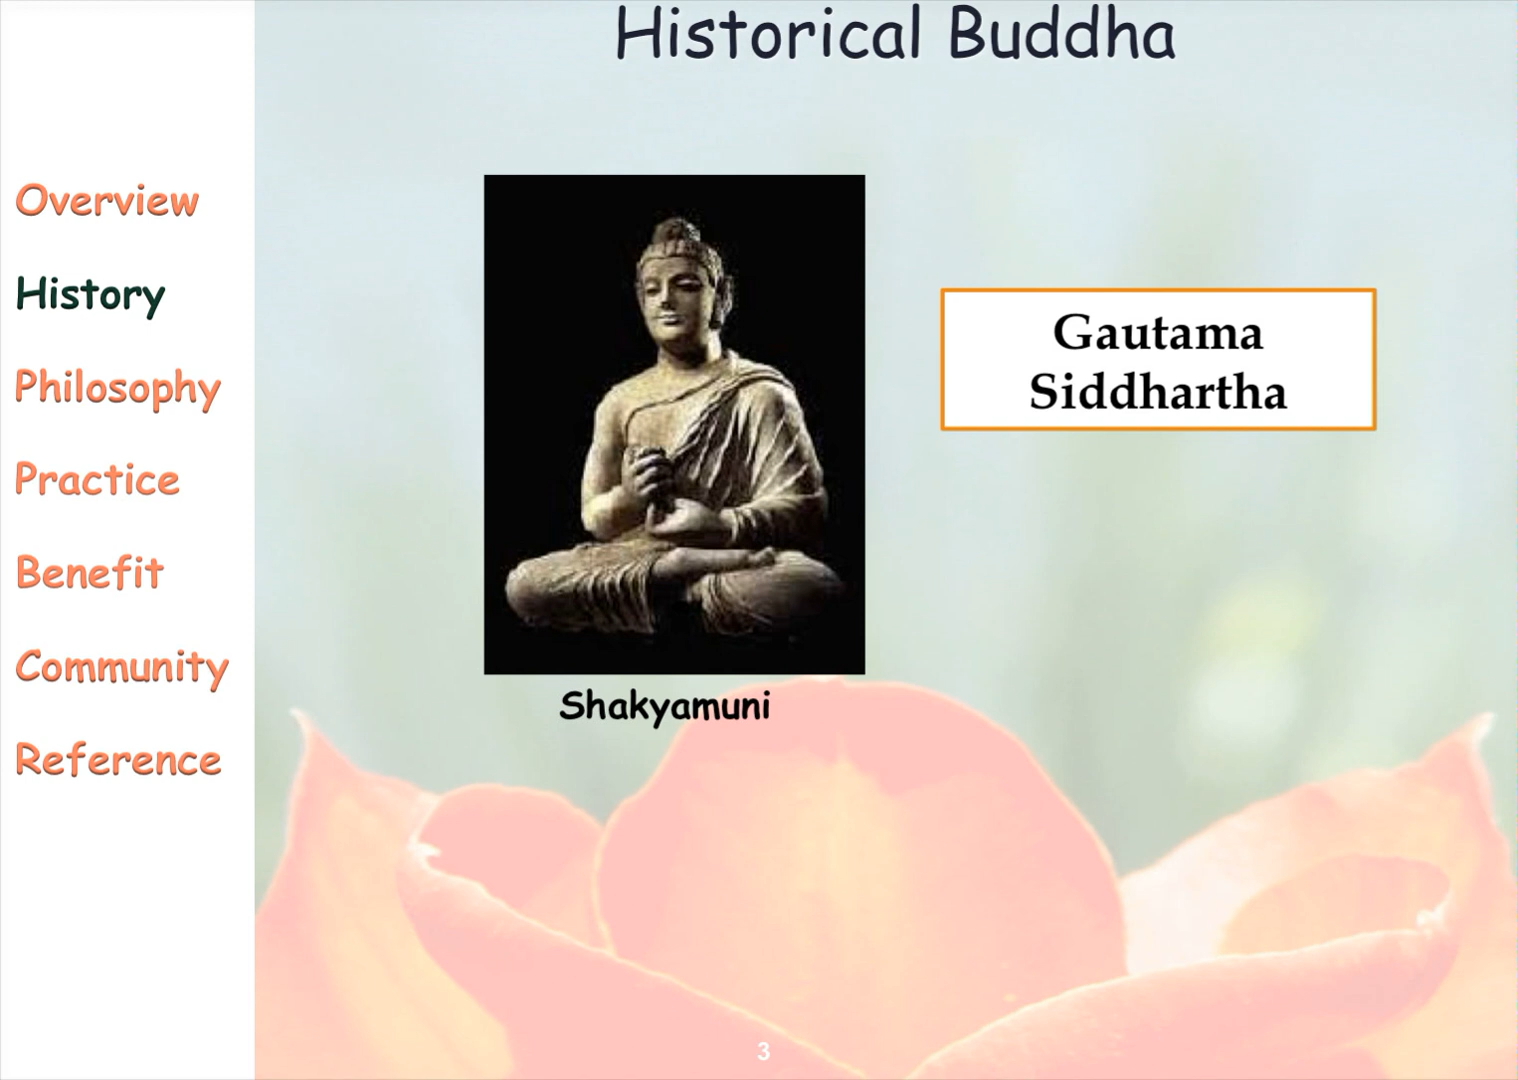 Historical Buddha
Overview
History
Philosophy
Practice
Benefit
Community
Reference
Gautama
Siddhartha
Shakyamuni
3